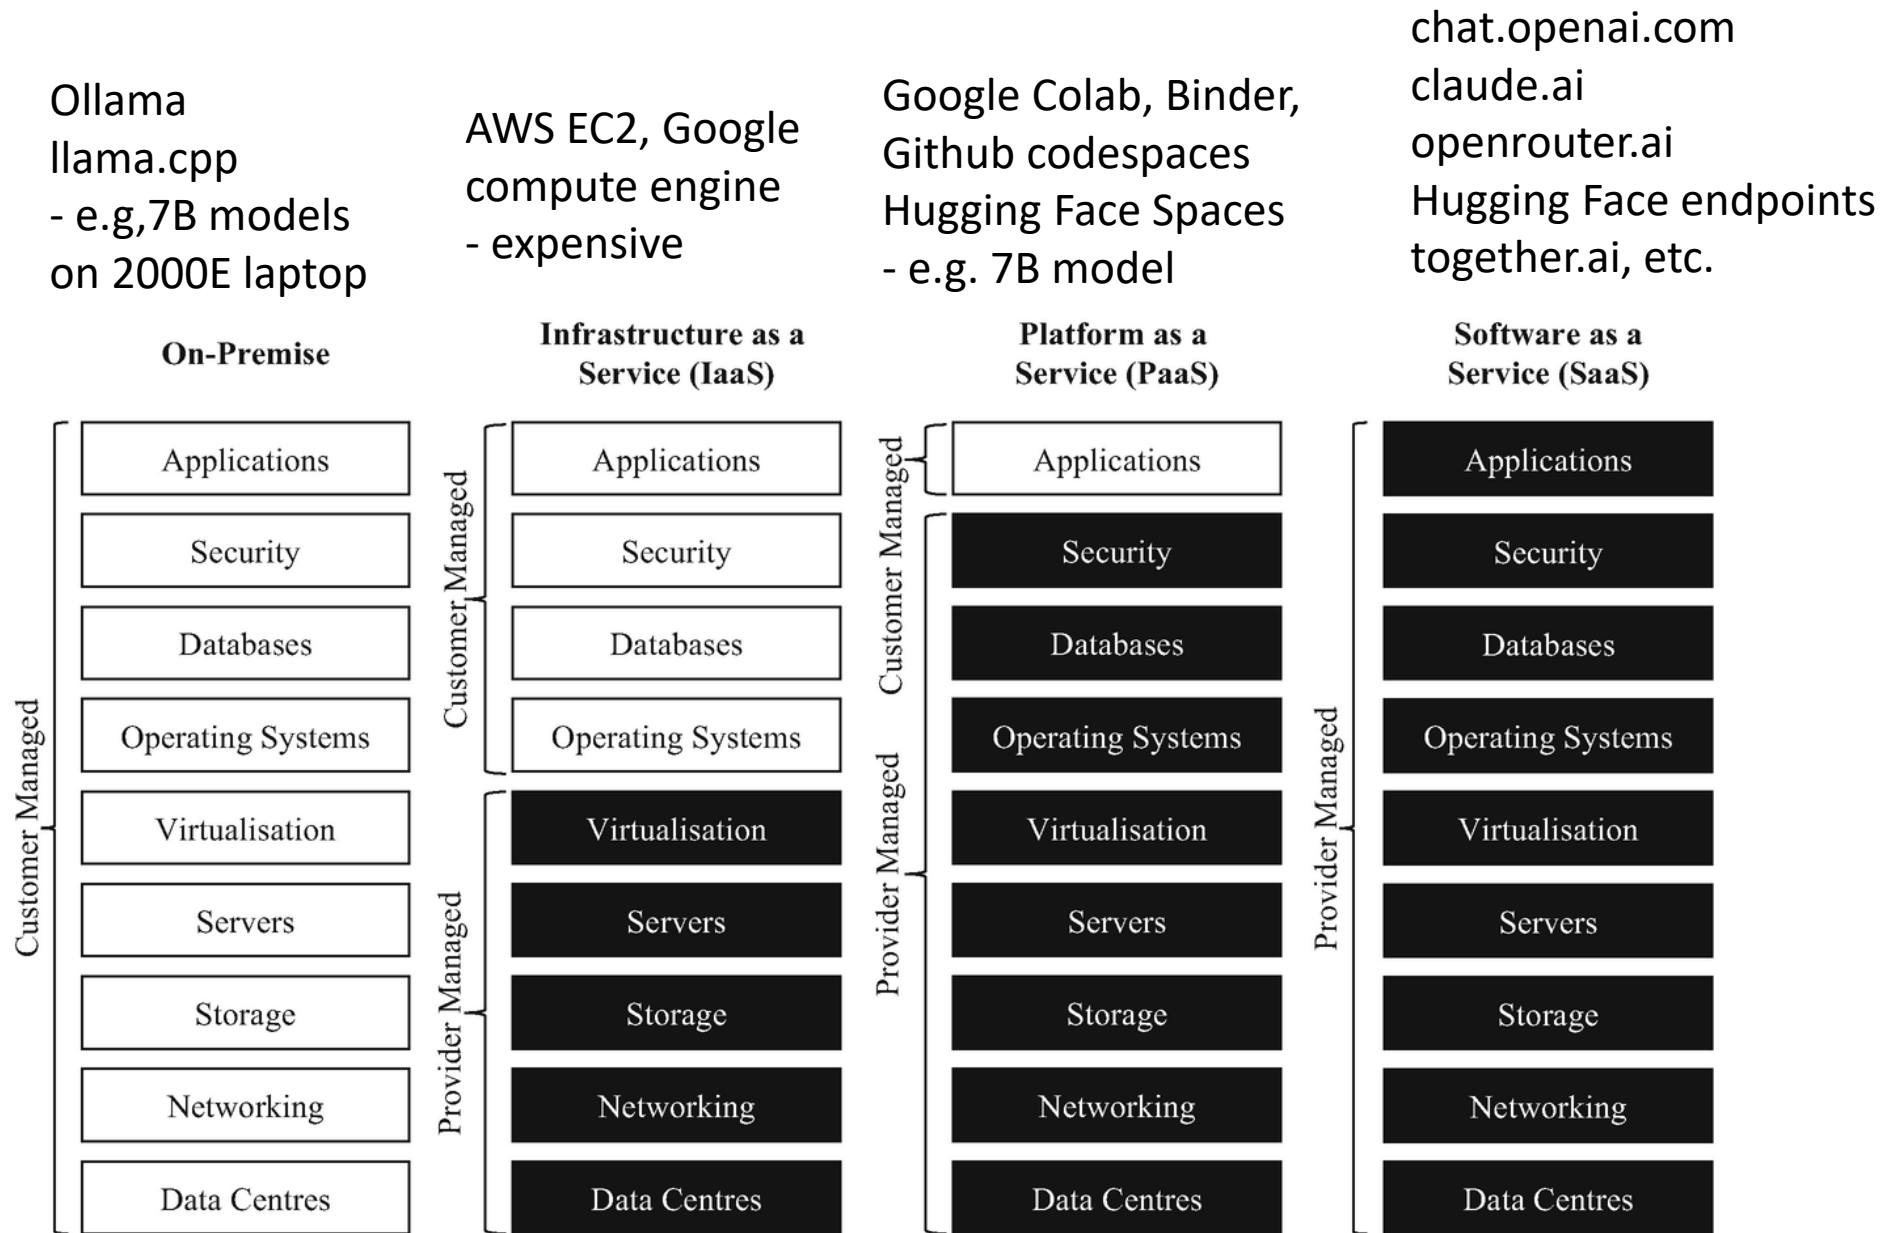 Ollama
llama.cpp
- e.g,7B models
on 2000E laptop
AWS EC2, Google
compute engine
- expensive
Google Colab, Binder,
Github codespaces
Hugging Face Spaces
- e.g. 7B model
chat.openai.com
claude.ai
openrouter.ai
Hugging Face endpoints
together.ai, etc.
On-Premise
Customer Managed
Applications
Security
Databases
Operating Systems
Virtualisation
Servers
Storage
Networking
Data Centres
Infrastructure as a
Service (IaaS)
Customer Managed
Provider Managed
Applications
Security
Databases
Operating Systems
Virtualisation
Servers
Storage
Networking
Data Centres
Platform as a
Service (PaaS)
Customer Managed
Provider Managed
Applications
Security
Databases
Operating Systems
Virtualisation
Servers
Storage
Networking
Data Centres
Software as a
Service (SaaS)
Provider Managed
Applications
Security
Databases
Operating Systems
Virtualisation
Servers
Storage
Networking
Data Centres